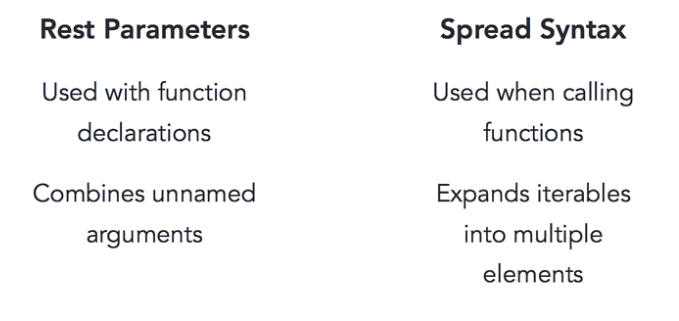 Rest Parameters
Used with function
declarations
Combines unnamed
arguments
Spread Syntax
Used when calling
functions
Expands iterables
into multiple
elements